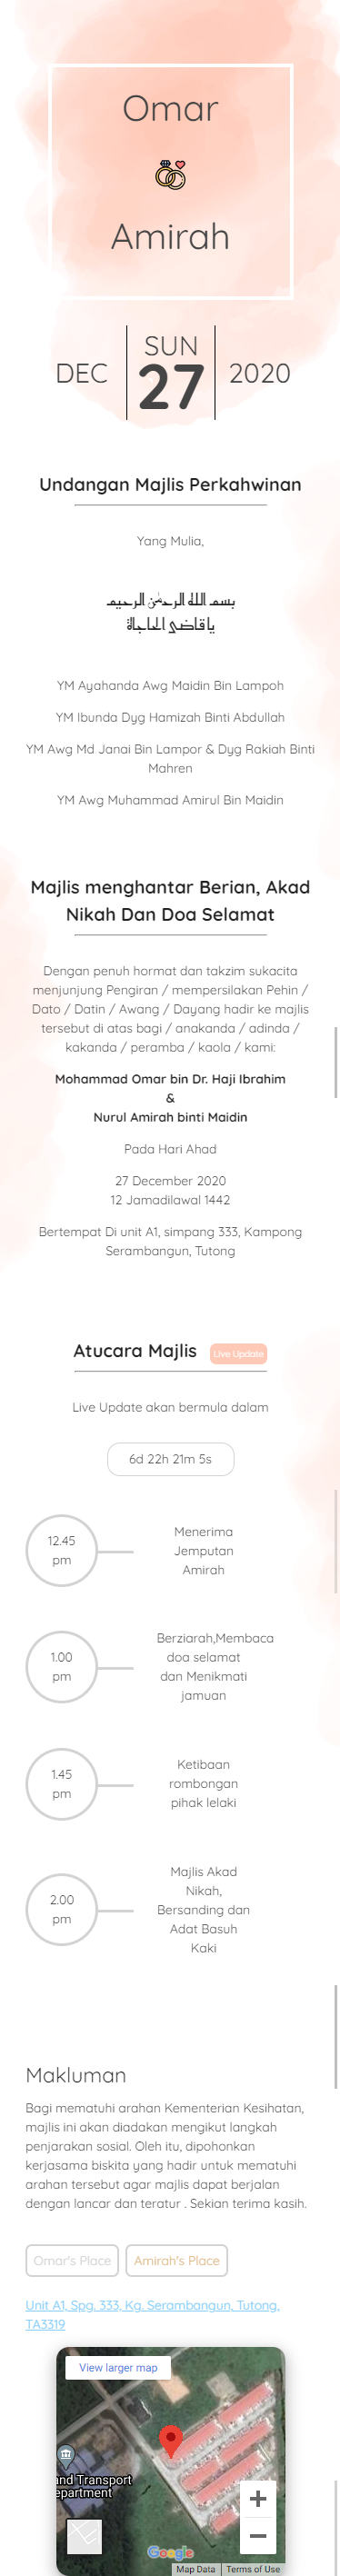 Omar
Amirah
DEC
SUN
27
2020
Undangan Majlis Perkahwinan
Yang Mulia,
بسم الله الرحمٰن الرحيم
ياقاضي الحاجاة
YM Ayahanda Awg Maidin Bin Lampoh
YM Ibunda Dyg Hamizah Binti Abdullah
YM Awg Md Janai Bin Lampor & Dyg Rakiah Binti
Mahren
YM Awg Muhammad Amirul Bin Maidin
Majlis menghantar Berian, Akad
Nikah Dan Doa Selamat
Dengan penuh hormat dan takzim sukacita
menjunjung Pengiran / mempersilakan Pehin /
Dato / Datin / Awang / Dayang hadir ke majlis
tersebut di atas bagi / anakanda / adinda /
kakanda / peramba / kaola / kami:
Mohammad Omar bin Dr. Haji Ibrahim
&
Nurul Amirah binti Maidin
Pada Hari Ahad
27 December 2020
12 Jamadilawal 1442
Bertempat Di unit A1, simpang 333, Kampong
Serambangun, Tutong
Atucara Majlis Live Update
Live Update akan bermula dalam
6d 22h 21m 5s
12.45
pm
Menerima
Jemputan
Amirah
1.00
pm
Berziarah,Membaca
doa selamat
dan Menikmati
jamuan
1.45
pm
Ketibaan
rombongan
pihak lelaki
2.00
pm
Majlis Akad
Nikah,
Bersanding dan
Adat Basuh
Kaki
Makluman
Bagi mematuhi arahan Kementerian Kesihatan,
majlis ini akan diadakan mengikut langkah
penjarakan sosial. Oleh itu, dipohonkan
kerjasama biskita yang hadir untuk mematuhi
arahan tersebut agar majlis dapat berjalan
dengan lancar dan teratur . Sekian terima kasih.
Omar's Place Amirah's Place
Unit A1, Spg. 333, Kg. Serambangun, Tutong,
TA3319
View larger map
and Transport
epartment
Google
Map Data Terms of Use